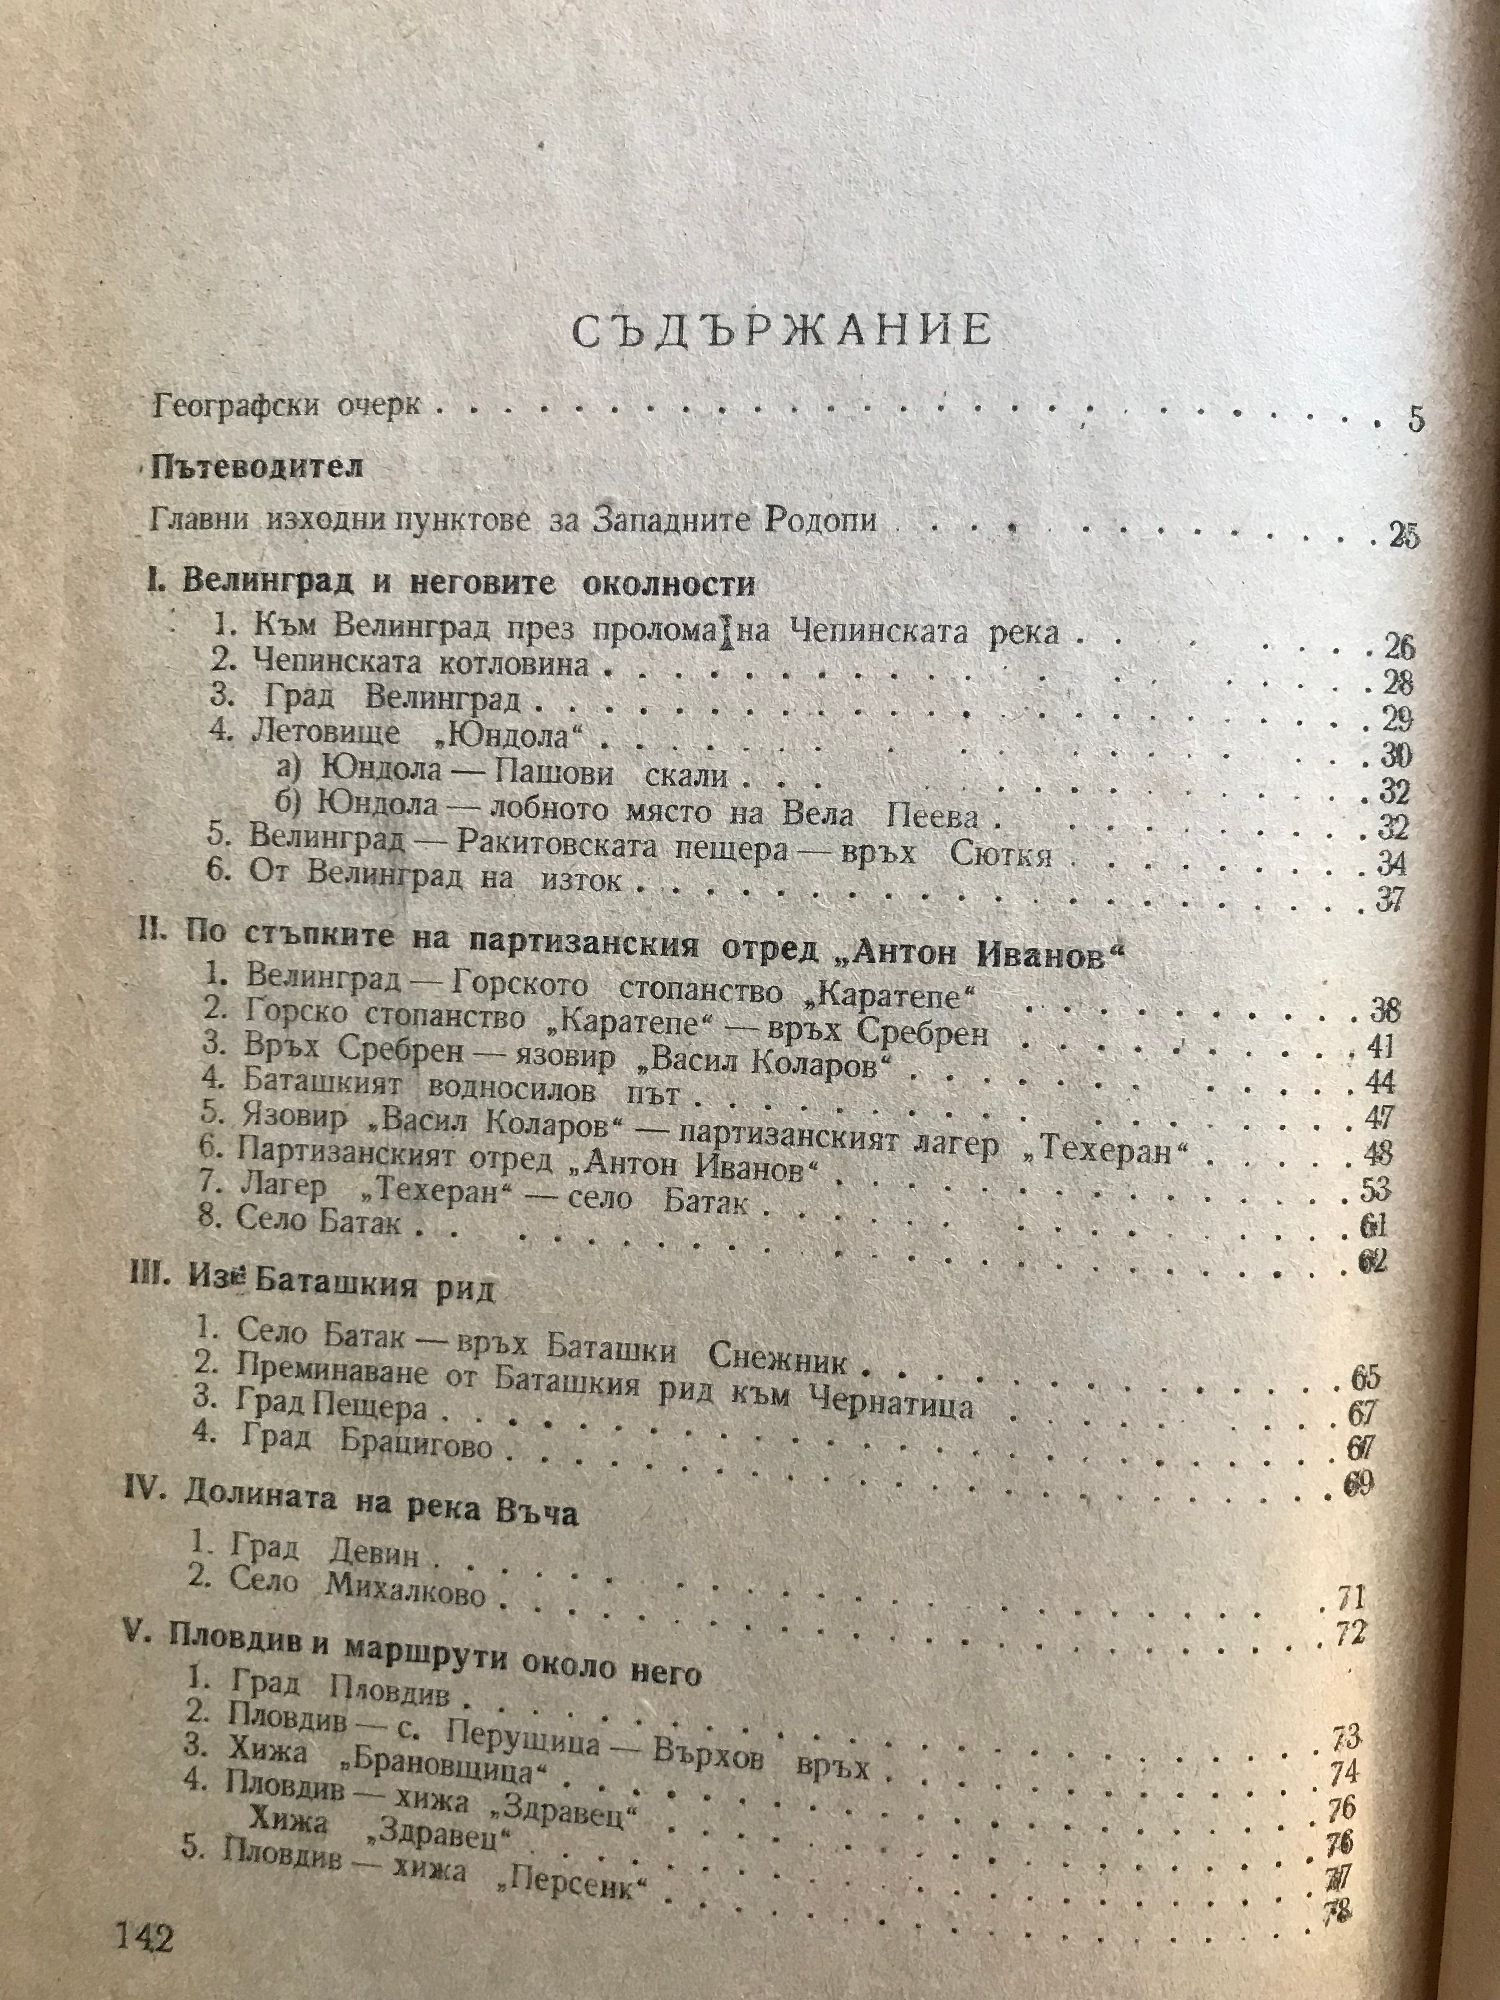 СЪДЪРЖАНИЕ
Географски очерк . . . . . . . . . . . . . . . . . . . . 5
Пътеводител
Главни изходни пунктове за Западните Родопи . . . . . . . . . . 25
I. Велинград и неговите околности
1. Към Велинград през пролома на Чепинската река . . . . . . . 26
2. Чепинската котловина . . . . . . . . . . . . . . . . 28
3. Град Велинград . . . . . . . . . . . . . . . . . . 29
4. Летовище „Юндола“ . . . . . . . . . . . . . . . . 30
а) Юндола — Пашови скали . . . . . . . . . . . . . . 32
б) Юндола — лобното място на Вела Пеева . . . . . . . . . 32
5. Велинград — Ракитовската пещера — връх Сюткя . . . . . . . . 34
6. От Велинград на изток . . . . . . . . . . . . . . . 37
II. По стъпките на партизанския отред „Антон Иванов“
1. Велинград — Горското стопанство „Каратепе“ . . . . . . . . . 38
2. Горско стопанство „Каратепе“ — връх Сребрен . . . . . . . . 41
3. Връх Сребрен — язовир „Васил Коларов“ . . . . . . . . . . 44
4. Баташкият водносилов път . . . . . . . . . . . . . . 47
5. Язовир „Васил Коларов“ — партизанският лагер „Техеран“ . . . . . 48
6. Партизанският отред „Антон Иванов“ . . . . . . . . . . . 53
7. Лагер „Техеран“ — село Батак . . . . . . . . . . . . . 61
8. Село Батак . . . . . . . . . . . . . . . . . . . 62
III. Из Баташкия рид
1. Село Батак — връх Баташки Снежник . . . . . . . . . . . 65
2. Преминаване от Баташкия рид към Чернатица . . . . . . . . . 67
3. Град Пещера . . . . . . . . . . . . . . . . . . . 67
4. Град Брацигово . . . . . . . . . . . . . . . . . . 69
IV. Долината на река Въча
1. Град Девин . . . . . . . . . . . . . . . . . . . 71
2. Село Михалково . . . . . . . . . . . . . . . . . . 72
V. Пловдив и маршрути около него
1. Град Пловдив . . . . . . . . . . . . . . . . . . . 73
2. Пловдив — с. Перущица — Върхов връх . . . . . . . . . . 74
3. Хижа „Брановщица“ . . . . . . . . . . . . . . . . 76
4. Пловдив — хижа „Здравец“ . . . . . . . . . . . . . . 76
Хижа „Здравец“ . . . . . . . . . . . . . . . . . 77
5. Пловдив — хижа „Персенк“ . . . . . . . . . . . . . . 78
142